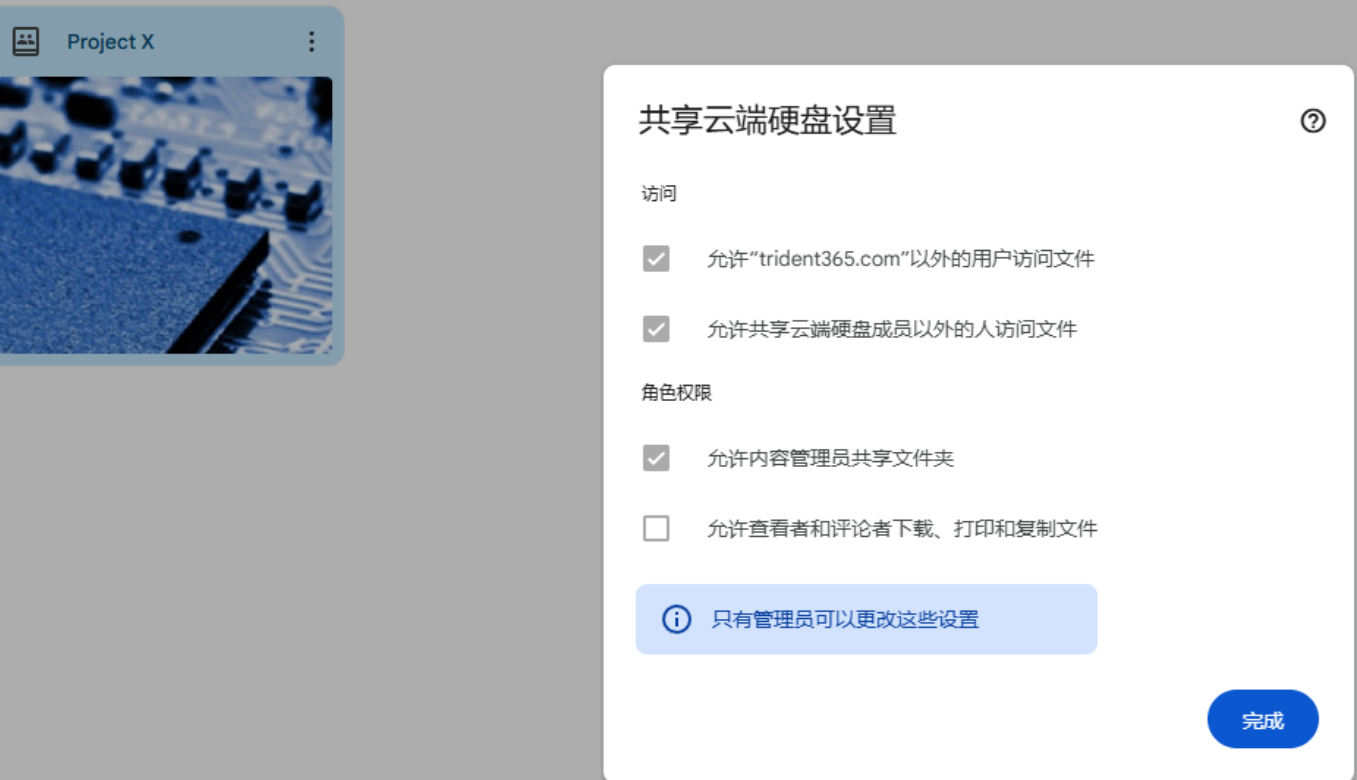 Project X
共享云端硬盘设置
访问
允许“trident365.com”以外的用户访问文件
允许共享云端硬盘成员以外的人访问文件
角色权限
允许内容管理员共享文件夹
允许查看者和评论者下载、打印和复制文件
只有管理员可以更改这些设置
完成